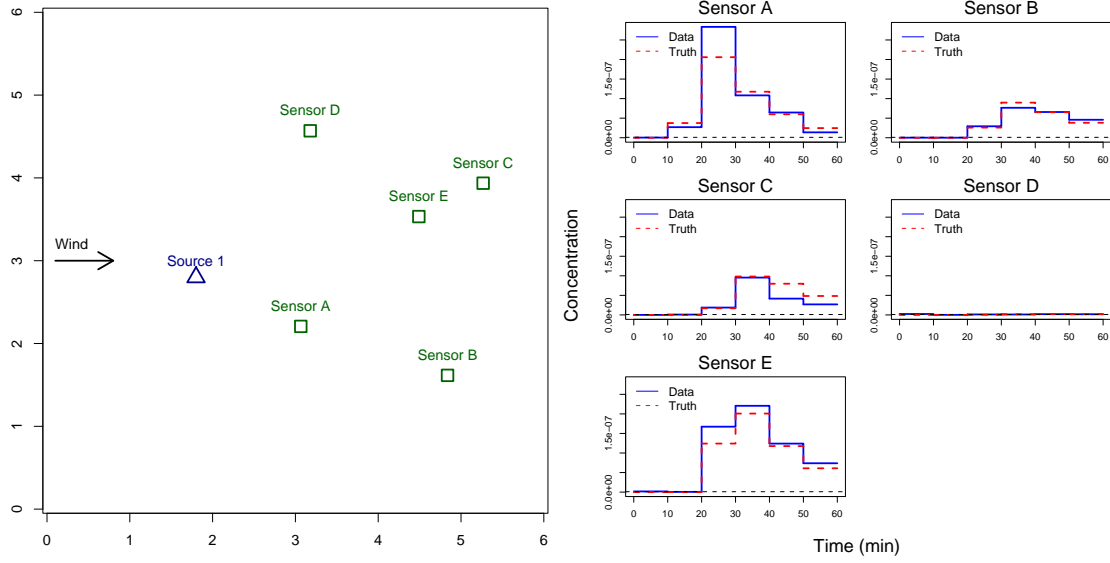 6
5
4
3
2
1
0
0 1 2 3 4 5 6
Sensor D
Sensor C
Sensor E
Wind
Source 1
Sensor A
Sensor B
Concentration
Time (min)
Sensor A
Data
Truth
1.5e−07
0.0e+00
0 10 20 30 40 50 60
Sensor B
Data
Truth
1.5e−07
0.0e+00
0 10 20 30 40 50 60
Sensor C
Data
Truth
1.5e−07
0.0e+00
0 10 20 30 40 50 60
Sensor D
Data
Truth
1.5e−07
0.0e+00
0 10 20 30 40 50 60
Sensor E
Data
Truth
1.5e−07
0.0e+00
0 10 20 30 40 50 60